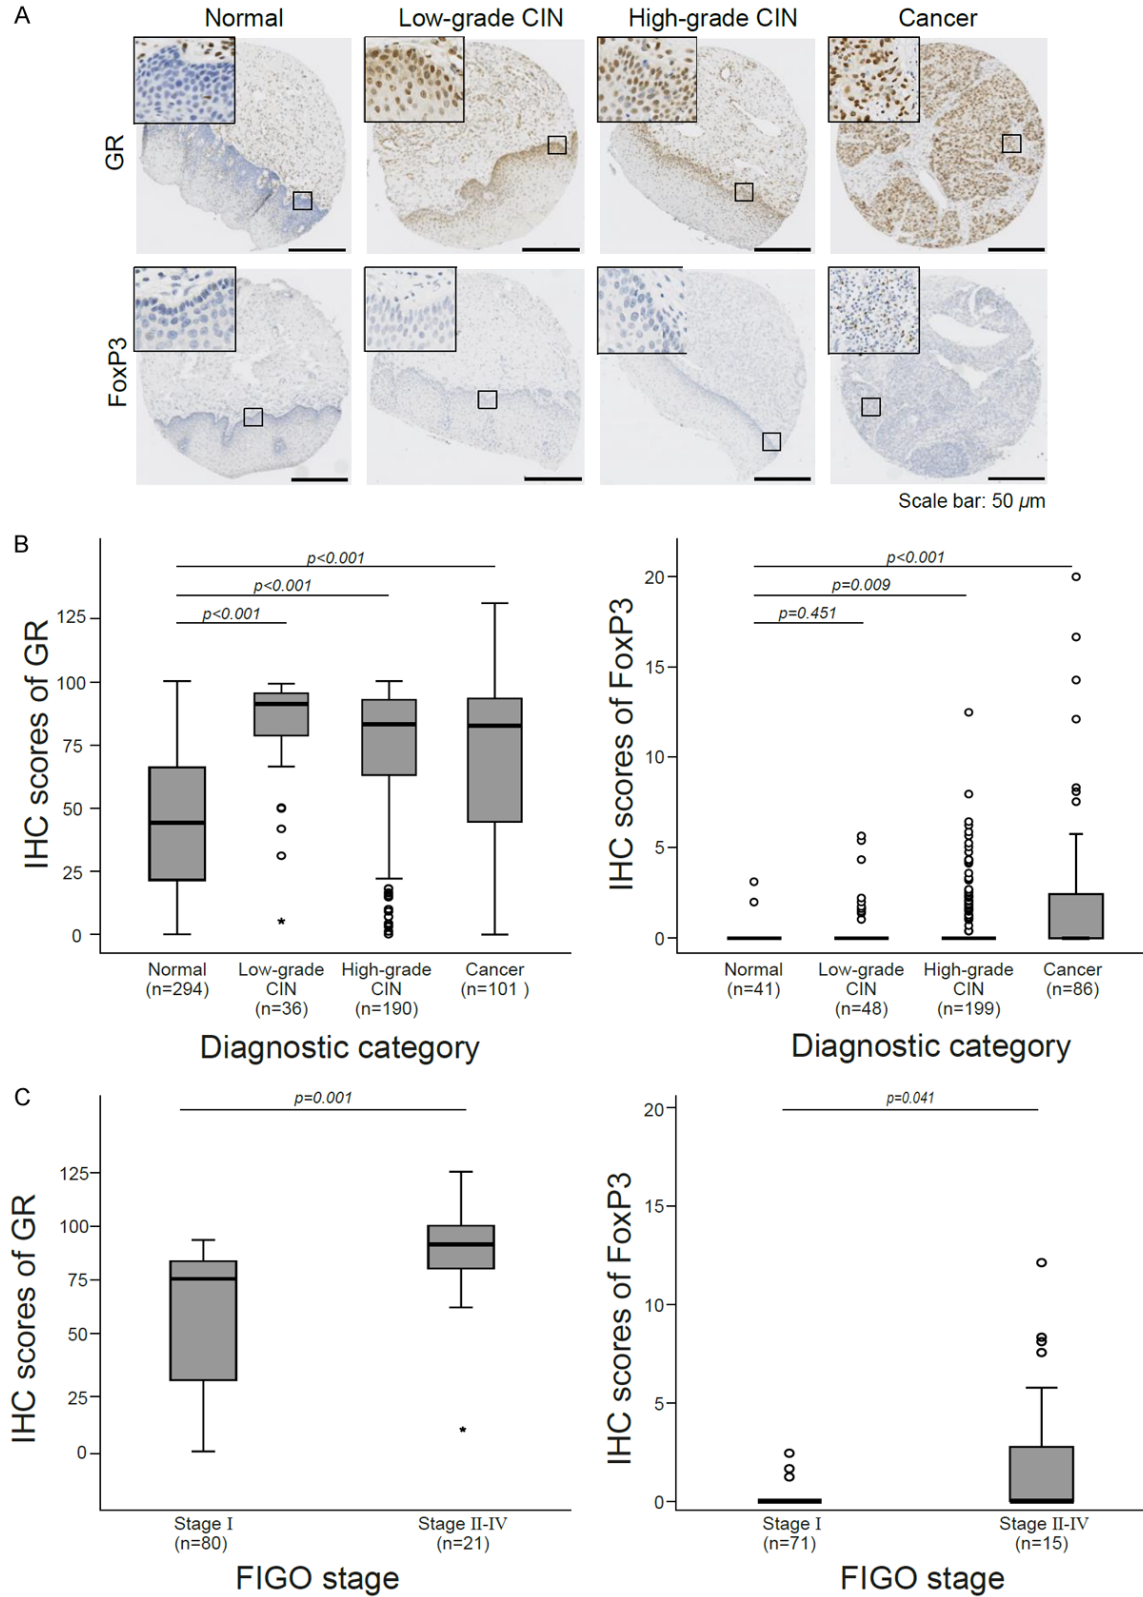 A
Normal
Low-grade CIN
High-grade CIN
Cancer
GR
FoxP3
Scale bar: 50 µm
B
IHC scores of GR
125
100
75
50
25
0
p<0.001
p<0.001
p<0.001
Normal
(n=294)
Low-grade
CIN
(n=36)
High-grade
CIN
(n=190)
Cancer
(n=101 )
Diagnostic category
IHC scores of FoxP3
20
15
10
5
0
p<0.001
p=0.009
p=0.451
Normal
(n=41)
Low-grade
CIN
(n=48)
High-grade
CIN
(n=199)
Cancer
(n=86)
Diagnostic category
C
IHC scores of GR
125
100
75
50
25
0
p=0.001
Stage I
(n=80)
Stage II-IV
(n=21)
FIGO stage
IHC scores of FoxP3
20
15
10
5
0
p=0.041
Stage I
(n=71)
Stage II-IV
(n=15)
FIGO stage